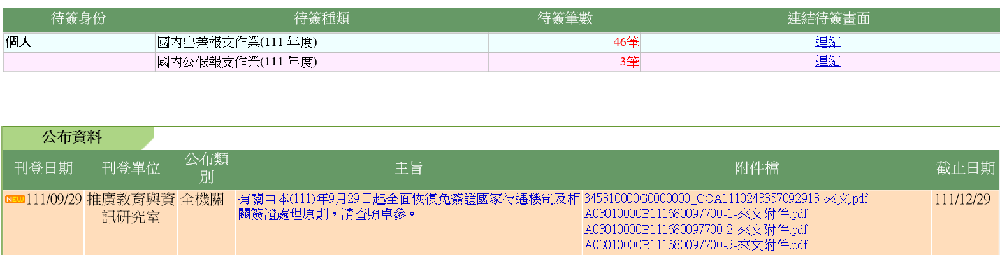 待簽身份 待簽種類 待簽筆數 連結待簽畫面
個人 國內出差報支作業(111 年度) 46筆 連結
國內公假報支作業(111 年度) 3筆 連結
公布資料
刊登日期 刊登單位 公布類別 主旨 附件檔 截止日期
NEW 111/09/29 推廣教育與資訊研究室 全機關 有關自本(111)年9月29日起全面恢復免簽證國家待遇機制及相
關簽證處理原則，請查照卓參。
345310000G0000000_COA1110243357092913-來文.pdf 111/12/29
A03010000B111680097700-1-來文附件.pdf
A03010000B111680097700-2-來文附件.pdf
A03010000B111680097700-3-來文附件.pdf